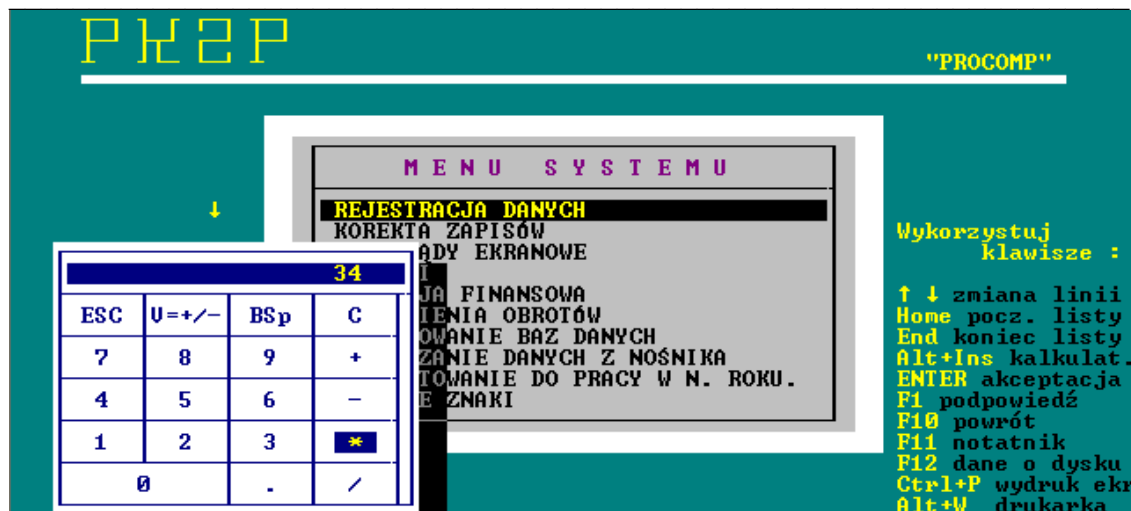 PKZP
"PROCOMP"
MENU SYSTEMU
REJESTRACJA DANYCH
KOREKTA ZAPISÓW
ADY EKRANOWE
I
JA FINANSOWA
IENIA OBROTÓW
OWANIE BAZ DANYCH
ZANIE DANYCH Z NOŚNIKA
TOWANIE DO PRACY W N. ROKU.
E ZNAKI
34
ESC V=+/- BSp C
7 8 9 +
4 5 6 -
1 2 3 *
0 . /
Wykorzystuj
klawisze :
↑ ↓ zmiana linii
Home pocz. listy
End koniec listy
Alt+Ins kalkulat.
ENTER akceptacja
F1 podpowiedź
F10 powrót
F11 notatnik
F12 dane o dysku
Ctrl+P wydruk ekr
Alt+W drukarka